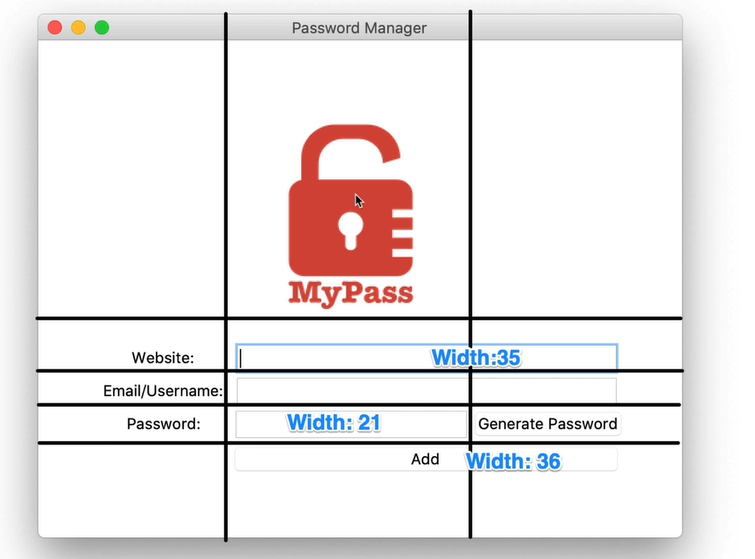 Password Manager
MyPass
Website:
Width:35
Email/Username:
Password:
Width: 21
Generate Password
Add
Width: 36